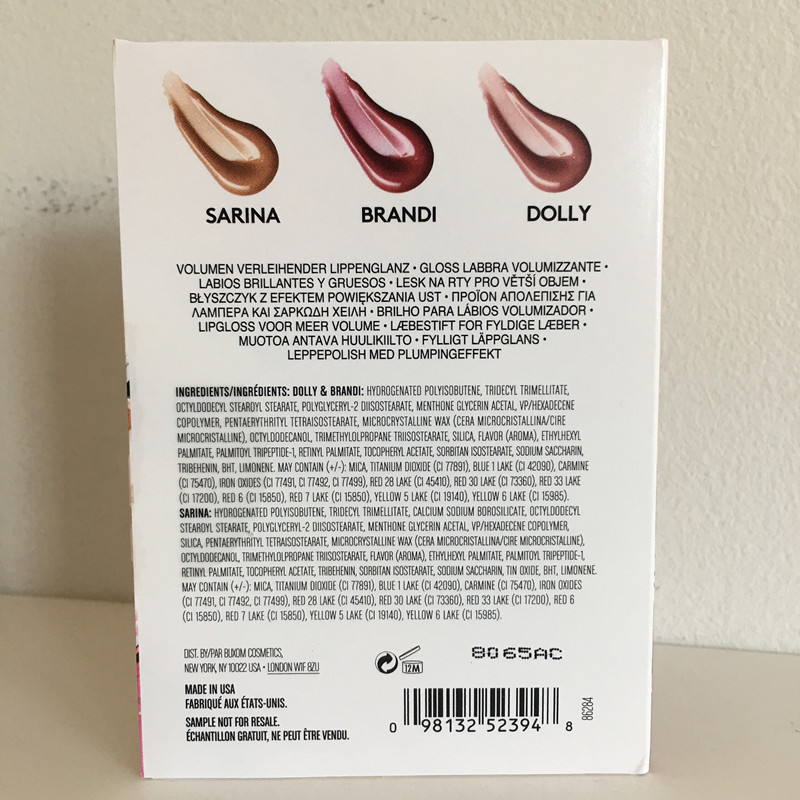 SARINA BRANDI DOLLY
VOLUMEN VERLEIHENDER LIPPENGLANZ • GLOSS LABBRA VOLUMIZZANTE •
LABIOS BRILLANTES Y GRUESOS • LESK NA RTY PRO VĚTŠÍ OBJEM •
BŁYSZCZYK Z EFEKTEM POWIĘKSZANIA UST • ΠΡΟΪΟΝ ΑΠΟΛΕΠΙΣΗΣ ΓΙΑ
ΛΑΜΠΕΡΑ ΚΑΙ ΣΑΡΚΩΔΗ ΧΕΙΛΗ • BRILHO PARA LÁBIOS VOLUMIZADOR •
LIPGLOSS VOOR MEER VOLUME • LÆBESTIFT FOR FYLDIGE LÆBER •
MUOTOA ANTAVA HUULIKIILTO • FYLLIGT LÄPPGLANS •
LEPPEPOLISH MED PLUMPINGEFFEKT
INGREDIENTS/INGRÉDIENTS: DOLLY & BRANDI: HYDROGENATED POLYISOBUTENE, TRIDECYL TRIMELLITATE,
OCTYLDODECYL STEAROYL STEARATE, POLYGLYCERYL-2 DIISOSTEARATE, MENTHONE GLYCERIN ACETAL, VP/HEXADECENE
COPOLYMER, PENTAERYTHRITYL TETRAISOSTEARATE, MICROCRYSTALLINE WAX (CERA MICROCRISTALLINA/CIRE
MICROCRISTALLINE), OCTYLDODECANOL, TRIMETHYLOLPROPANE TRIISOSTEARATE, SILICA, FLAVOR (AROMA), ETHYLHEXYL
PALMITATE, PALMITOYL TRIPEPTIDE-1, RETINYL PALMITATE, TOCOPHERYL ACETATE, SORBITAN ISOSTEARATE, SODIUM SACCHARIN,
TRIBEHENIN, BHT, LIMONENE. MAY CONTAIN (+/-): MICA, TITANIUM DIOXIDE (CI 77891), BLUE 1 LAKE (CI 42090), CARMINE
(CI 75470), IRON OXIDES (CI 77491, CI 77492, CI 77499), RED 28 LAKE (CI 45410), RED 30 LAKE (CI 73360), RED 33 LAKE
(CI 17200), RED 6 (CI 15850), RED 7 LAKE (CI 15850), YELLOW 5 LAKE (CI 19140), YELLOW 6 LAKE (CI 15985).
SARINA: HYDROGENATED POLYISOBUTENE, TRIDECYL TRIMELLITATE, CALCIUM SODIUM BOROSILICATE, OCTYLDODECYL
STEAROYL STEARATE, POLYGLYCERYL-2 DIISOSTEARATE, MENTHONE GLYCERIN ACETAL, VP/HEXADECENE COPOLYMER,
SILICA, PENTAERYTHRITYL TETRAISOSTEARATE, MICROCRYSTALLINE WAX (CERA MICROCRISTALLINA/CIRE MICROCRISTALLINE),
OCTYLDODECANOL, TRIMETHYLOLPROPANE TRIISOSTEARATE, FLAVOR (AROMA), ETHYLHEXYL PALMITATE, PALMITOYL TRIPEPTIDE-1,
RETINYL PALMITATE, TOCOPHERYL ACETATE, TRIBEHENIN, SORBITAN ISOSTEARATE, SODIUM SACCHARIN, TIN OXIDE, BHT, LIMONENE.
MAY CONTAIN (+/-): MICA, TITANIUM DIOXIDE (CI 77891), BLUE 1 LAKE (CI 42090), CARMINE (CI 75470), IRON OXIDES
(CI 77491, CI 77492, CI 77499), RED 28 LAKE (CI 45410), RED 30 LAKE (CI 73360), RED 33 LAKE (CI 17200), RED 6
(CI 15850), RED 7 LAKE (CI 15850), YELLOW 5 LAKE (CI 19140), YELLOW 6 LAKE (CI 15985).
DIST. BY/PAR BUXOM COSMETICS,
NEW YORK, NY 10022 USA • LONDON W1F 8ZU
12M
8065AC
MADE IN USA
FABRIQUÉ AUX ÉTATS-UNIS.
SAMPLE NOT FOR RESALE.
ÉCHANTILLON GRATUIT, NE PEUT ÊTRE VENDU.
0 98132 52394 8
86284